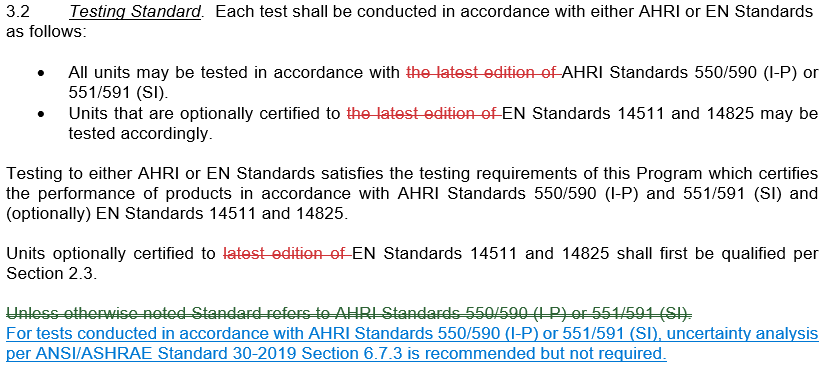 3.2 Testing Standard. Each test shall be conducted in accordance with either AHRI or EN Standards
as follows:
• All units may be tested in accordance with the latest edition of AHRI Standards 550/590 (I-P) or
551/591 (SI).
• Units that are optionally certified to the latest edition of EN Standards 14511 and 14825 may be
tested accordingly.
Testing to either AHRI or EN Standards satisfies the testing requirements of this Program which certifies
the performance of products in accordance with AHRI Standards 550/590 (I-P) and 551/591 (SI) and
(optionally) EN Standards 14511 and 14825.
Units optionally certified to latest edition of EN Standards 14511 and 14825 shall first be qualified per
Section 2.3.
Unless otherwise noted Standard refers to AHRI Standards 550/590 (I-P) or 551/591 (SI).
For tests conducted in accordance with AHRI Standards 550/590 (I-P) or 551/591 (SI), uncertainty analysis
per ANSI/ASHRAE Standard 30-2019 Section 6.7.3 is recommended but not required.